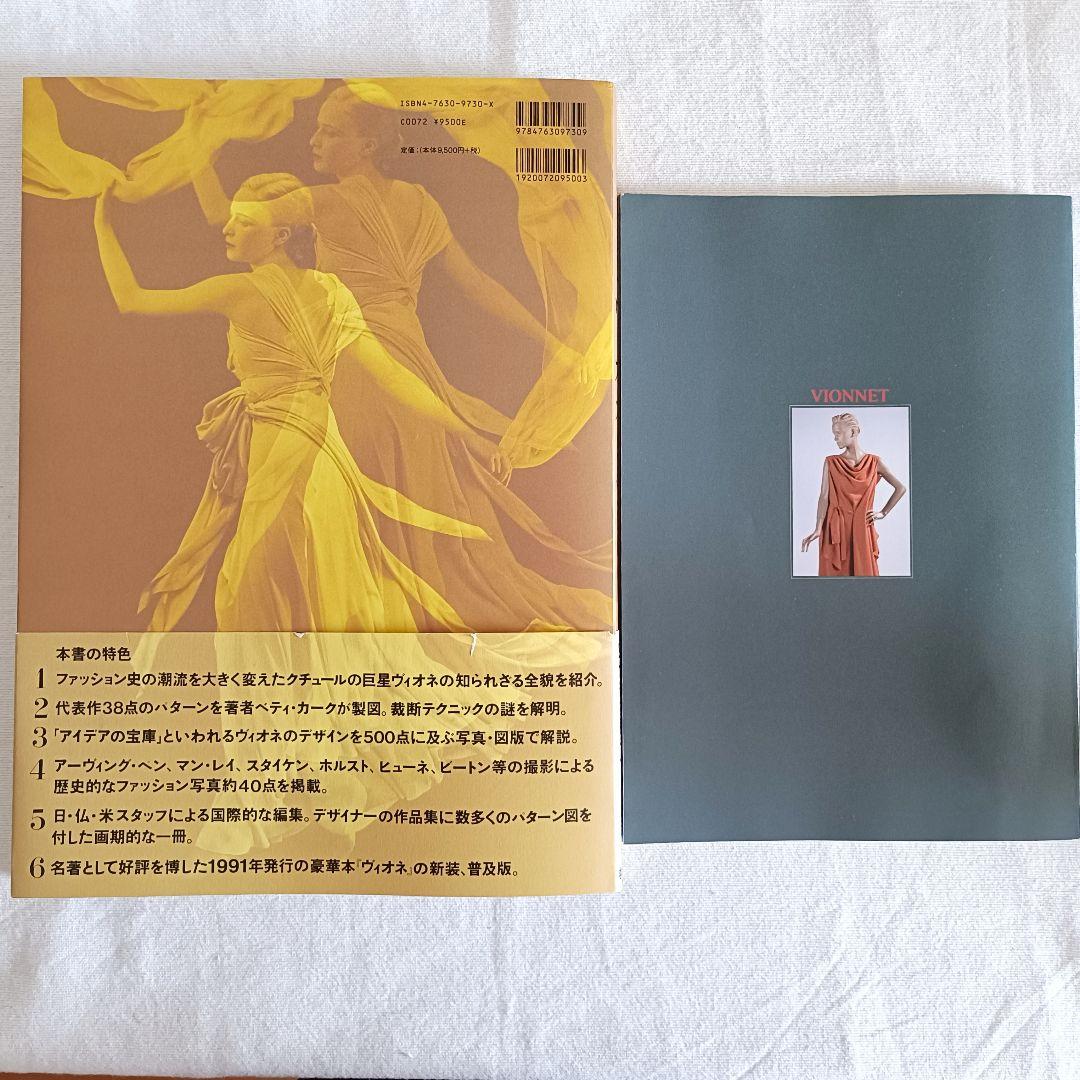 ISBN4-7630-9730-X
C0072 ¥9500E
定価：（本体9,500円+税）
9784763097309
1920072095003
本書の特色
1 ファッション史の潮流を大きく変えたクチュールの巨星ヴィオネの知られざる全貌を紹介。
2 代表作38点のパターンを著者ベティ・カークが製図。裁断テクニックの謎を解明。
3 「アイデアの宝庫」といわれるヴィオネのデザインを500点に及ぶ写真・図版で解説。
4 アーヴィング・ペン、マン・レイ、スタイケン、ホルスト、ヒューネ、ビートン等の撮影による
歴史的なファッション写真約40点を掲載。
5 日・仏・米スタッフによる国際的な編集。デザイナーの作品集に数多くのパターン図を
付した画期的な一冊。
6 名著として好評を博した1991年発行の豪華本『ヴィオネ』の新装、普及版。
VIONNET